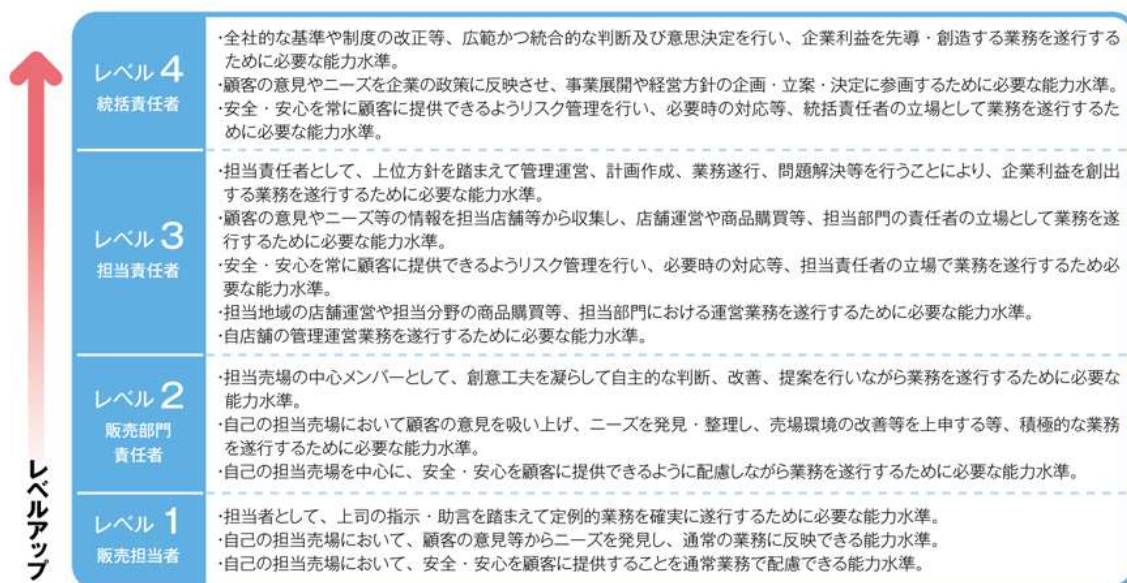 レベル 4
統括責任者
・全社的な基準や制度の改正等、広範かつ統合的な判断及び意思決定を行い、企業利益を先導・創造する業務を遂行する
ために必要な能力水準。
・顧客の意見やニーズを企業の政策に反映させ、事業展開や経営方針の企画・立案・決定に参画するために必要な能力水準。
・安全・安心を常に顧客に提供できるようリスク管理を行い、必要時の対応等、統括責任者の立場として業務を遂行するた
めに必要な能力水準。
レベル 3
担当責任者
・担当責任者として、上位方針を踏まえて管理運営、計画作成、業務遂行、問題解決等を行うことにより、企業利益を創出
する業務を遂行するために必要な能力水準。
・顧客の意見やニーズ等の情報を担当店舗等から収集し、店舗運営や商品購買等、担当部門の責任者の立場として業務を遂
行するために必要な能力水準。
・安全・安心を常に顧客に提供できるようリスク管理を行い、必要時の対応等、担当責任者の立場で業務を遂行するため必
要な能力水準。
・担当地域の店舗運営や担当分野の商品購買等、担当部門における運営業務を遂行するために必要な能力水準。
・自店舗の管理運営業務を遂行するために必要な能力水準。
レベル 2
販売部門
責任者
・担当売場の中心メンバーとして、創意工夫を凝らして自主的な判断、改善、提案を行いながら業務を遂行するために必要な
能力水準。
・自己の担当売場において顧客の意見を吸い上げ、ニーズを発見・整理し、売場環境の改善等を上申する等、積極的な業務
を遂行するために必要な能力水準。
・自己の担当売場を中心に、安全・安心を顧客に提供できるように配慮しながら業務を遂行するために必要な能力水準。
レベル 1
販売担当者
・担当者として、上司の指示・助言を踏まえて定例的業務を確実に遂行するために必要な能力水準。
・自己の担当売場において、顧客の意見等からニーズを発見し、通常の業務に反映できる能力水準。
・自己の担当売場において、安全・安心を顧客に提供することを通常業務で配慮できる能力水準。
レベルアップ